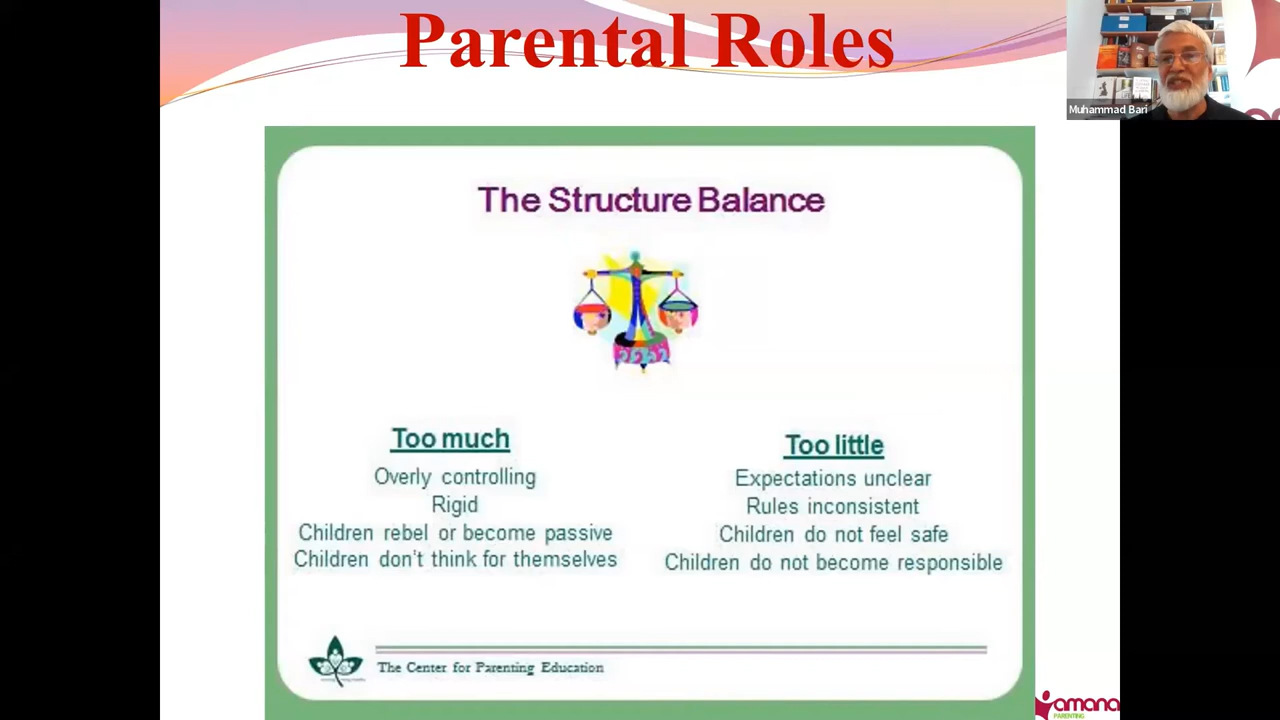 Parental Roles
Muhammad Bari
The Structure Balance
Too much
Overly controlling
Rigid
Children rebel or become passive
Children don't think for themselves
Too little
Expectations unclear
Rules inconsistent
Children do not feel safe
Children do not become responsible
The Center for Parenting Education
amana
PARENTING